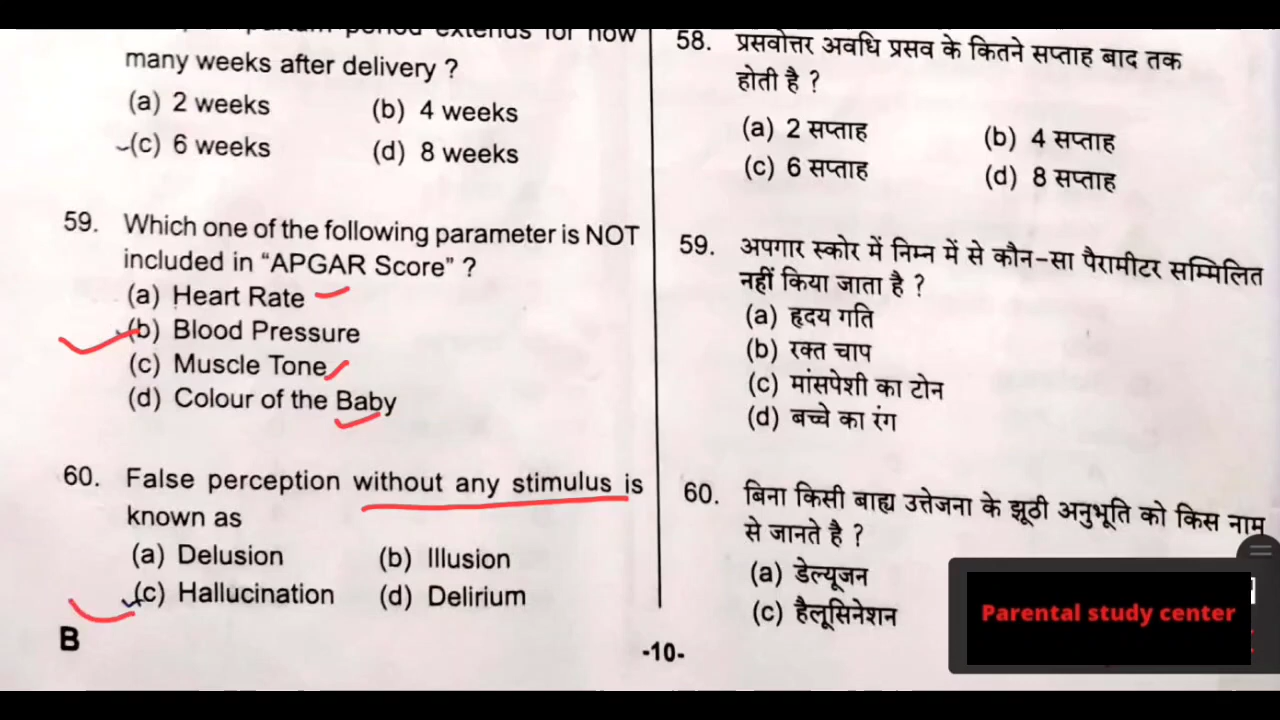 period extends for how
many weeks after delivery ?
(a) 2 weeks (b) 4 weeks
(c) 6 weeks (d) 8 weeks
59. Which one of the following parameter is NOT
included in “APGAR Score” ?
(a) Heart Rate
(b) Blood Pressure
(c) Muscle Tone
(d) Colour of the Baby
60. False perception without any stimulus is
known as
(a) Delusion (b) Illusion
(c) Hallucination (d) Delirium
B
-10-
58. प्रसवोत्तर अवधि प्रसव के कितने सप्ताह बाद तक
होती है ?
(a) 2 सप्ताह (b) 4 सप्ताह
(c) 6 सप्ताह (d) 8 सप्ताह
59. अपगार स्कोर में निम्न में से कौन-सा पैरामीटर सम्मिलित
नहीं किया जाता है ?
(a) हृदय गति
(b) रक्त चाप
(c) मांसपेशी का टोन
(d) बच्चे का रंग
60. बिना किसी बाह्य उत्तेजना के झूठी अनुभूति को किस नाम
से जानते है ?
(a) डेल्यूजन
(c) हैलूसिनेशन
Parental study center